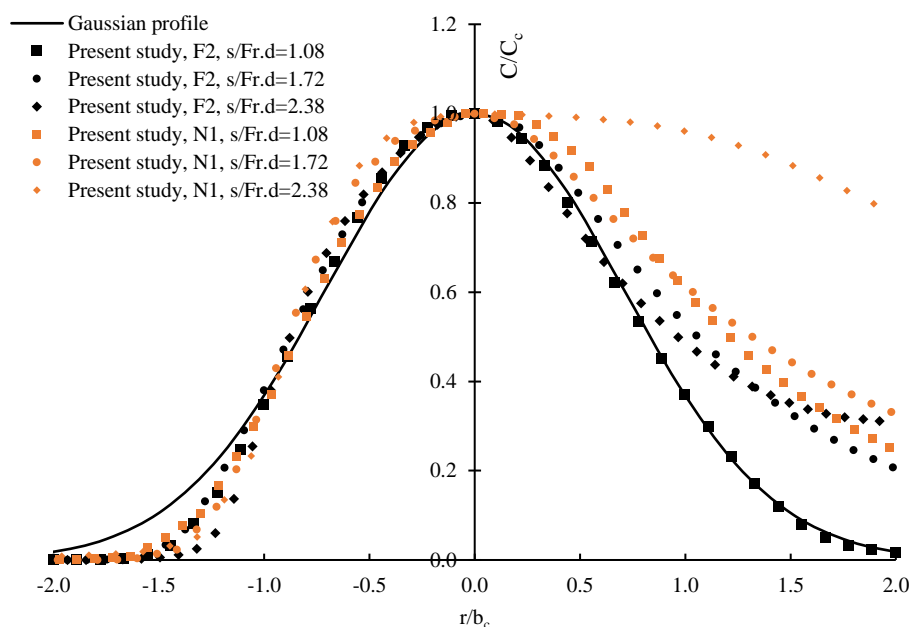 Gaussian profile
Present study, F2, s/Fr.d=1.08
Present study, F2, s/Fr.d=1.72
Present study, F2, s/Fr.d=2.38
Present study, N1, s/Fr.d=1.08
Present study, N1, s/Fr.d=1.72
Present study, N1, s/Fr.d=2.38
C/Cc
1.2
1.0
0.8
0.6
0.4
0.2
0.0
-2.0 -1.5 -1.0 -0.5 0.0 0.5 1.0 1.5 2.0
r/bc